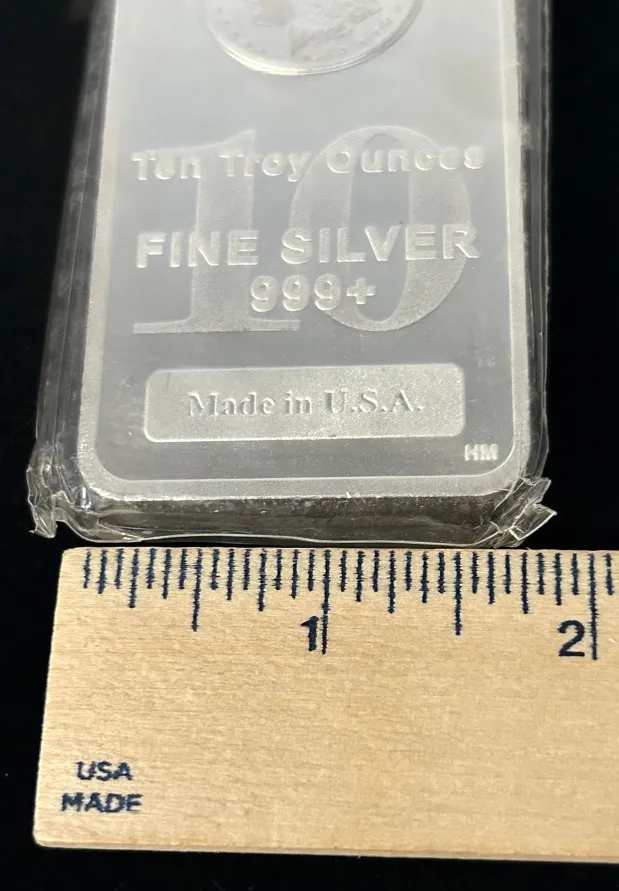 10
Ten Troy Ounces
FINE SILVER
999+
Made in U.S.A.
HM
1
2
USA
MADE